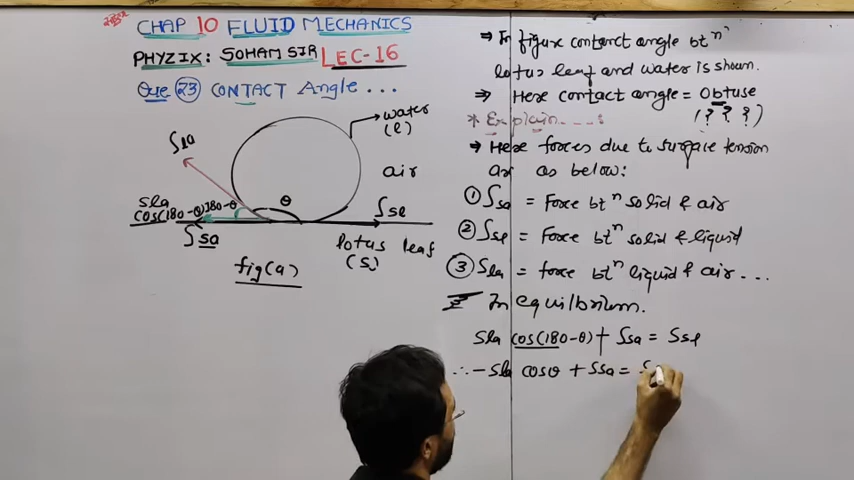 CHAP 10 FLUID MECHANICS
PHYZIX: SOHAM SIR LEC-16
Que 23 CONTACT Angle ...
water
(l)
Sla
air
θ
Sla
cos(180-θ) 180-θ
Ssl
Ssa
lotus leaf
(S)
fig(a)
⇒ In figure contanct angle btⁿ
lotus leaf and water is shown.
⇒ Here contact angle = Obtuse
(???)
* Explain....:
⇒ Here forces due to surface tension
are as below:
① Ssa = Force btⁿ solid & air
② Ssl = Force btⁿ solid & liquid
③ Sla = force btⁿ liquid & air...
In equilibrium.
Sla cos(180-θ) + Ssa = Ssl
∴ - Sla cosθ + Ssa = S